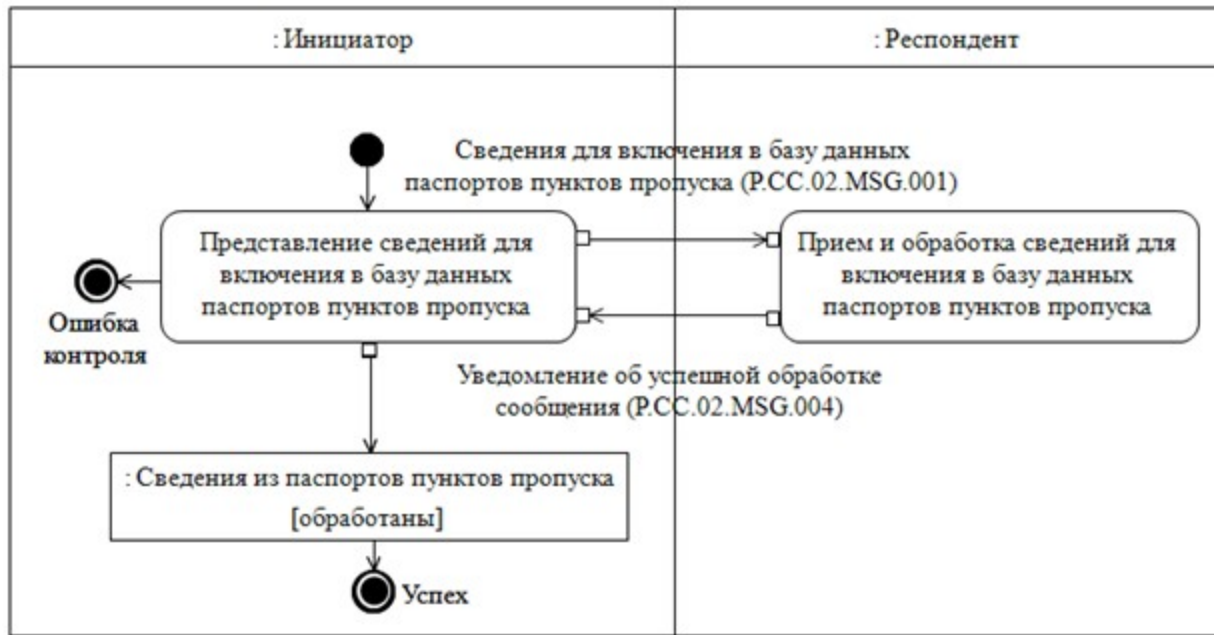 : Инициатор
: Респондент
Сведения для включения в базу данных
паспортов пунктов пропуска (P.CC.02.MSG.001)
Представление сведений для
включения в базу данных
паспортов пунктов пропуска
Прием и обработка сведений для
включения в базу данных
паспортов пунктов пропуска
Ошибка
контроля
Уведомление об успешной обработке
сообщения (P.CC.02.MSG.004)
: Сведения из паспортов пунктов пропуска
[обработаны]
Успех